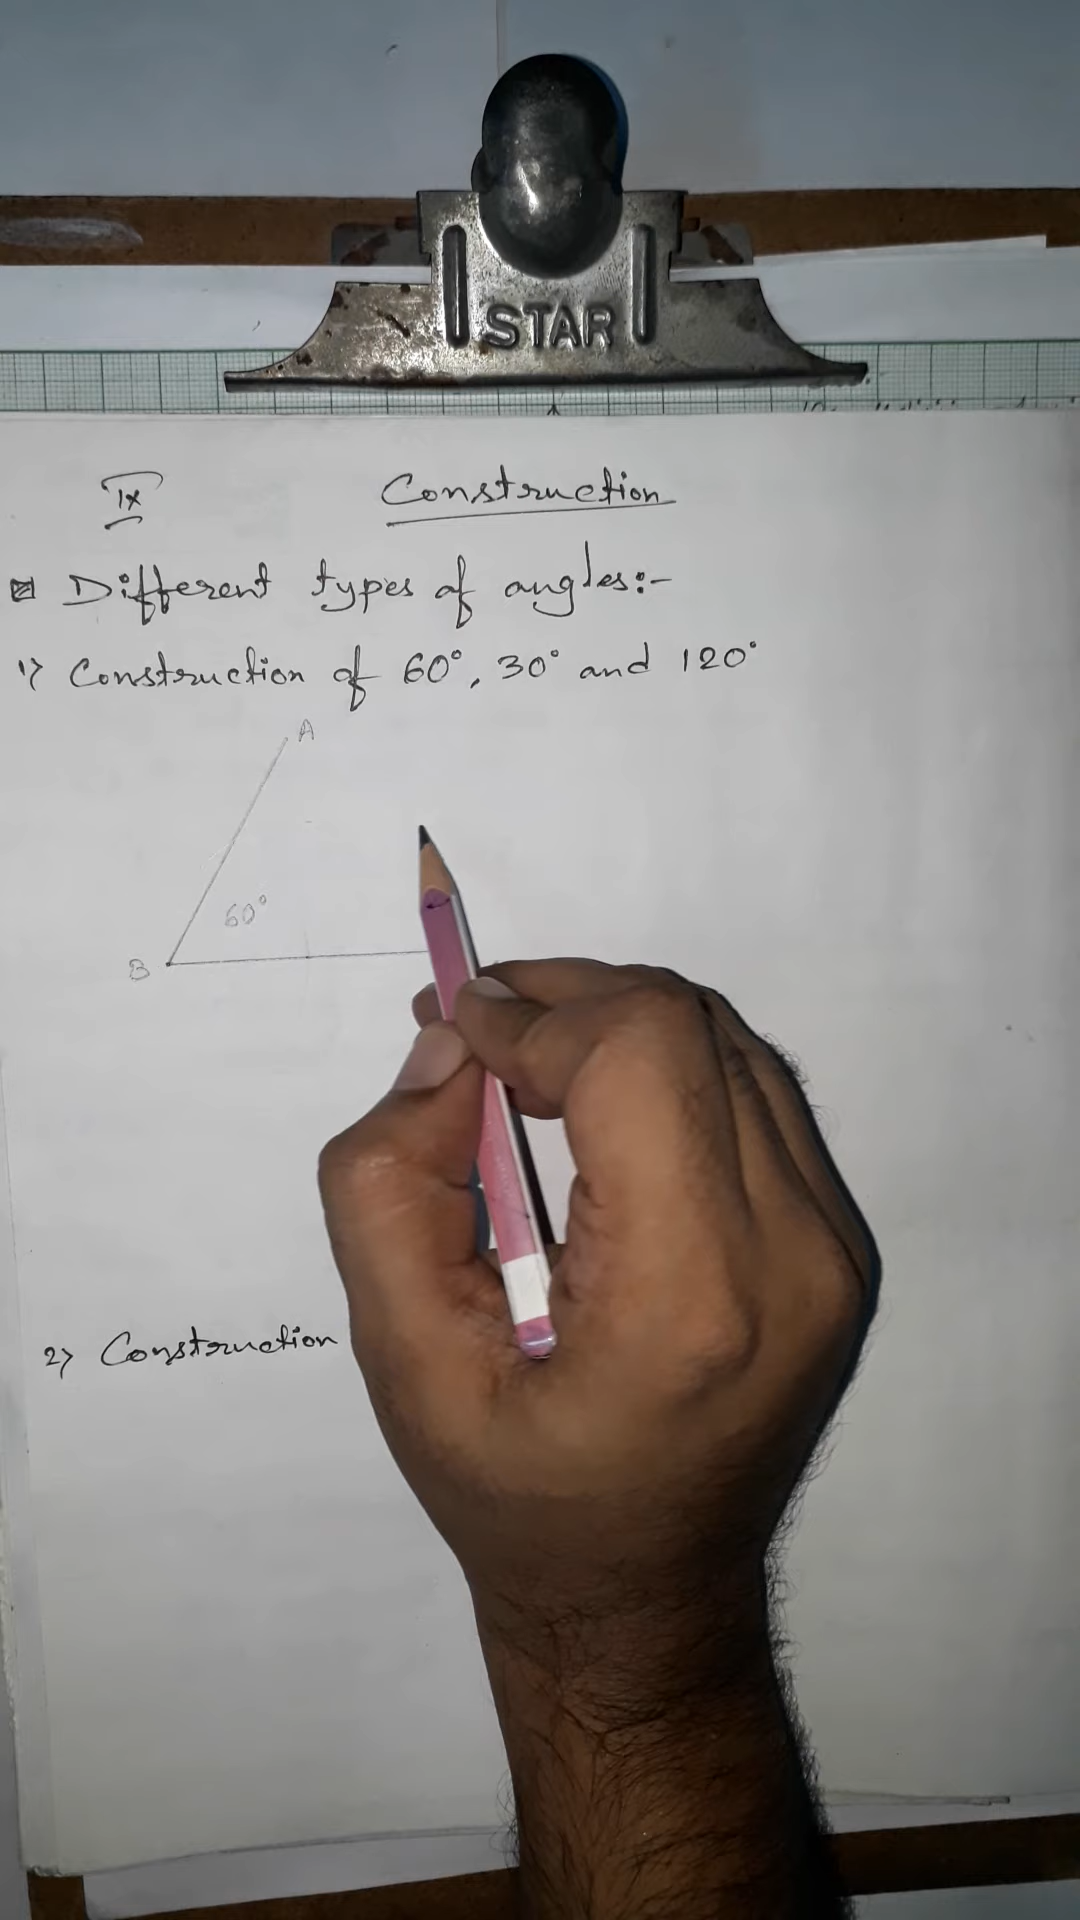 STAR
IX
Construction
Different types of angles:-
1) Construction of 60°, 30° and 120°
A
60°
B
2) Construction